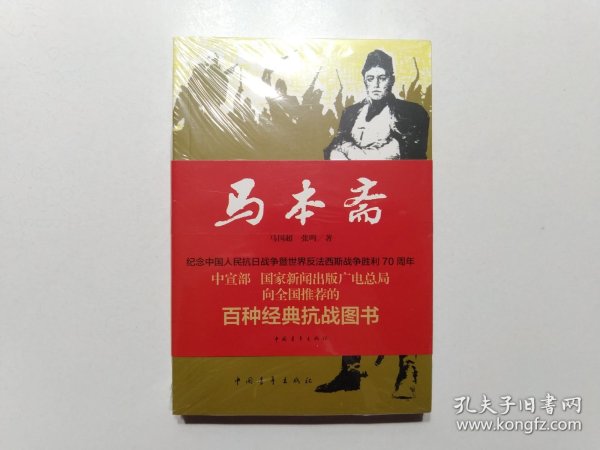 马本斋
马国超 张鸣 著
纪念中国人民抗日战争暨世界反法西斯战争胜利70周年
中宣部 国家新闻出版广电总局
向全国推荐的
百种经典抗战图书
中国青年出版社
中国青年出版社
孔夫子旧书网
www.kongfz.com